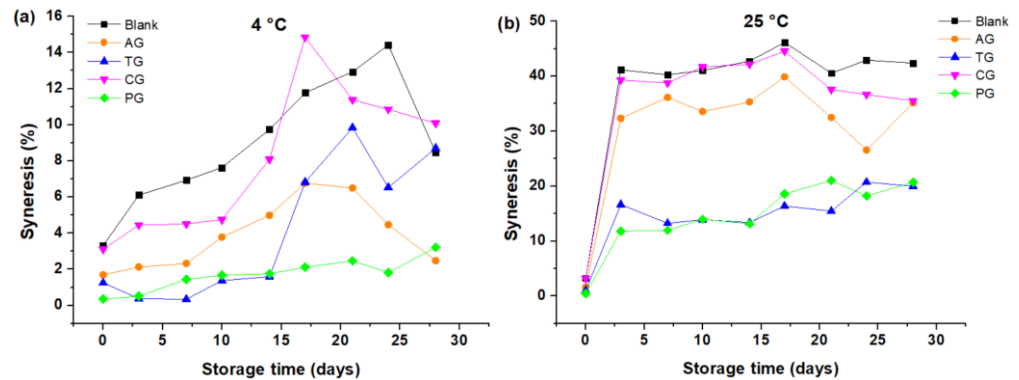 (a)
4 °C
Blank
AG
TG
CG
PG
16
14
12
10
8
6
4
2
0
Syneresis (%)
0 5 10 15 20 25 30
Storage time (days)
(b)
25 °C
Blank
AG
TG
CG
PG
50
40
30
20
10
0
Syneresis (%)
0 5 10 15 20 25 30
Storage time (days)